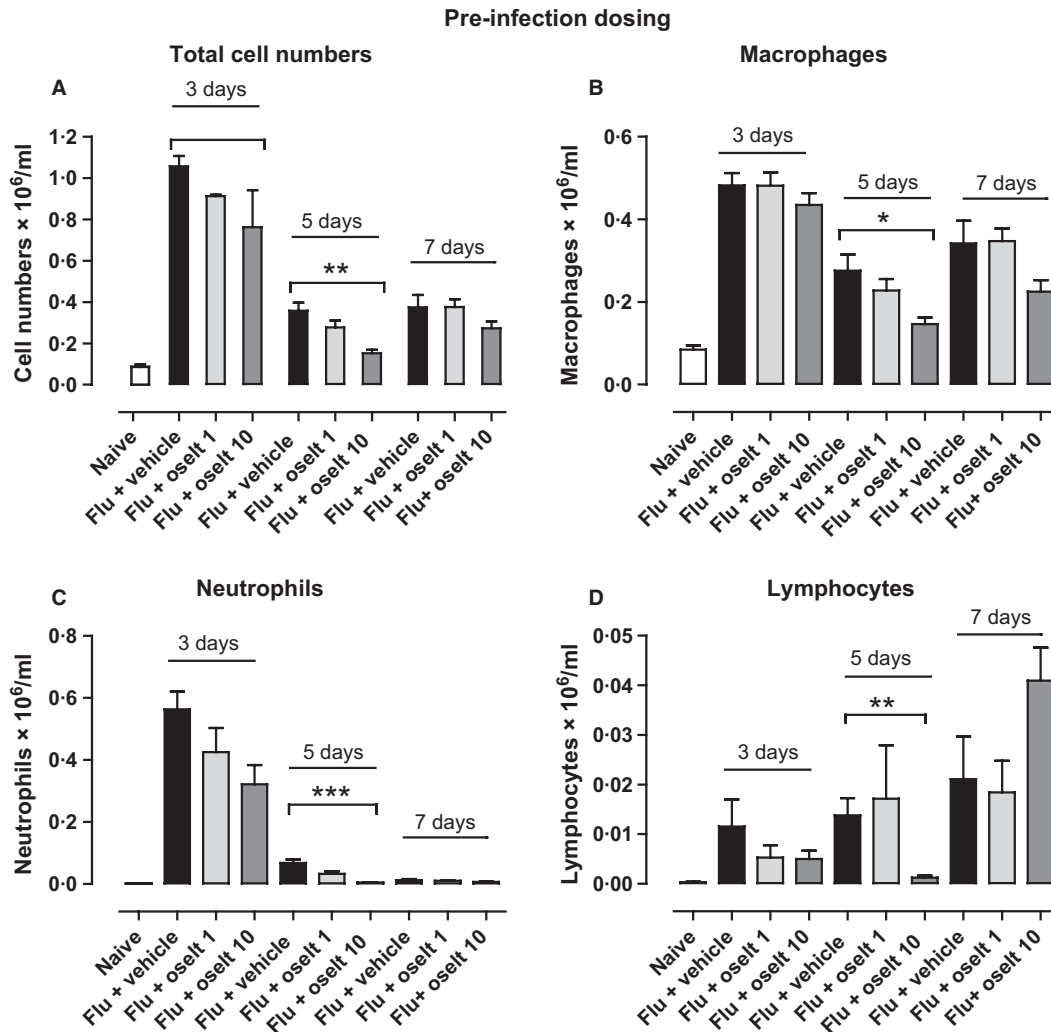 Pre-infection dosing
Total cell numbers
A
3 days
5 days
**
7 days
Cell numbers × 10⁶/ml
1·2
1·0
0·8
0·6
0·4
0·2
0·0
Naive
Flu + vehicle
Flu + oselt 1
Flu + oselt 10
Flu + vehicle
Flu + oselt 1
Flu + oselt 10
Flu + vehicle
Flu + oselt 1
Flu+ oselt 10
Macrophages
B
3 days
5 days
*
7 days
Macrophages × 10⁶/ml
0·6
0·4
0·2
0·0
Naive
Flu + vehicle
Flu + oselt 1
Flu + oselt 10
Flu + vehicle
Flu + oselt 1
Flu + oselt 10
Flu + vehicle
Flu + oselt 1
Flu+ oselt 10
Neutrophils
C
3 days
5 days
***
7 days
Neutrophils × 10⁶/ml
0·8
0·6
0·4
0·2
0·0
Naive
Flu + vehicle
Flu + oselt 1
Flu + oselt 10
Flu + vehicle
Flu + oselt 1
Flu + oselt 10
Flu + vehicle
Flu + oselt 1
Flu+ oselt 10
Lymphocytes
D
3 days
5 days
**
7 days
Lymphocytes × 10⁶/ml
0·05
0·04
0·03
0·02
0·01
0·00
Naive
Flu + vehicle
Flu + oselt 1
Flu + oselt 10
Flu + vehicle
Flu + oselt 1
Flu + oselt 10
Flu + vehicle
Flu + oselt 1
Flu+ oselt 10